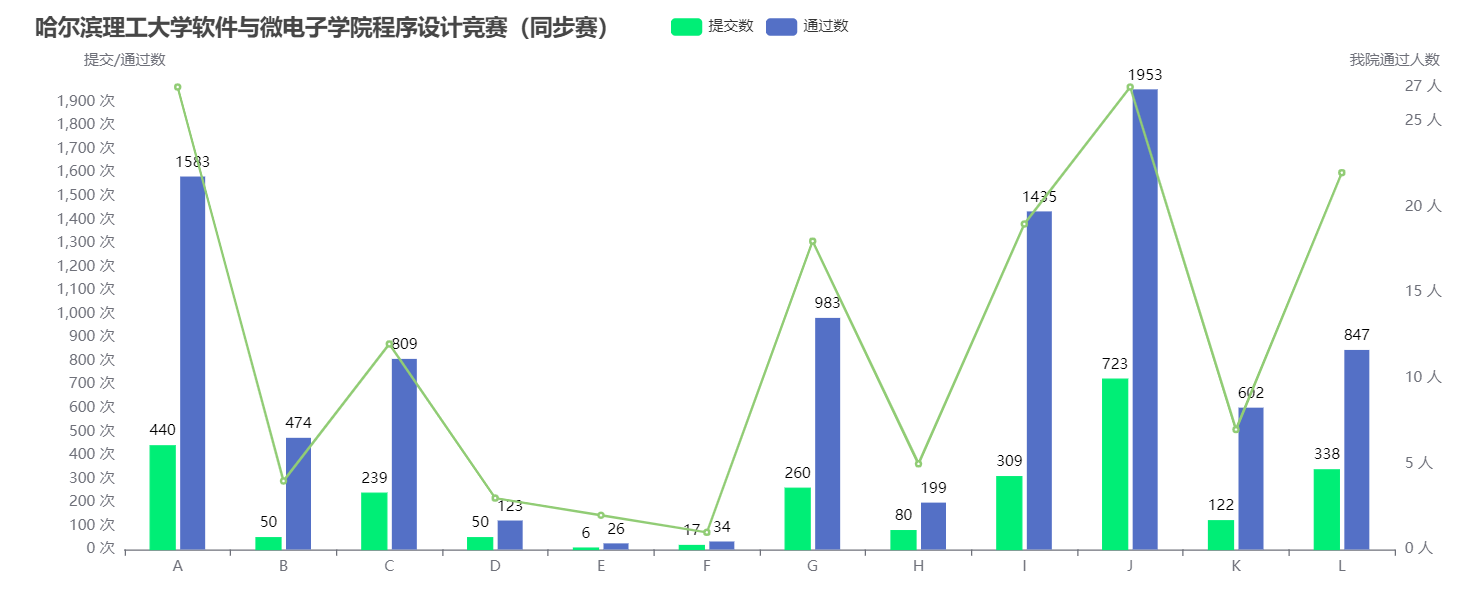 哈尔滨理工大学软件与微电子学院程序设计竞赛（同步赛）
提交数 通过数
提交/通过数
我院通过人数
1,900 次
1,800 次
1,700 次
1,600 次
1,500 次
1,400 次
1,300 次
1,200 次
1,100 次
1,000 次
900 次
800 次
700 次
600 次
500 次
400 次
300 次
200 次
100 次
0 次
27 人
25 人
20 人
15 人
10 人
5 人
0 人
440 1583
50 474
239 809
50 123
6 26
17 34
260 983
80 199
309 1435
723 1953
122 602
338 847
A B C D E F G H I J K L